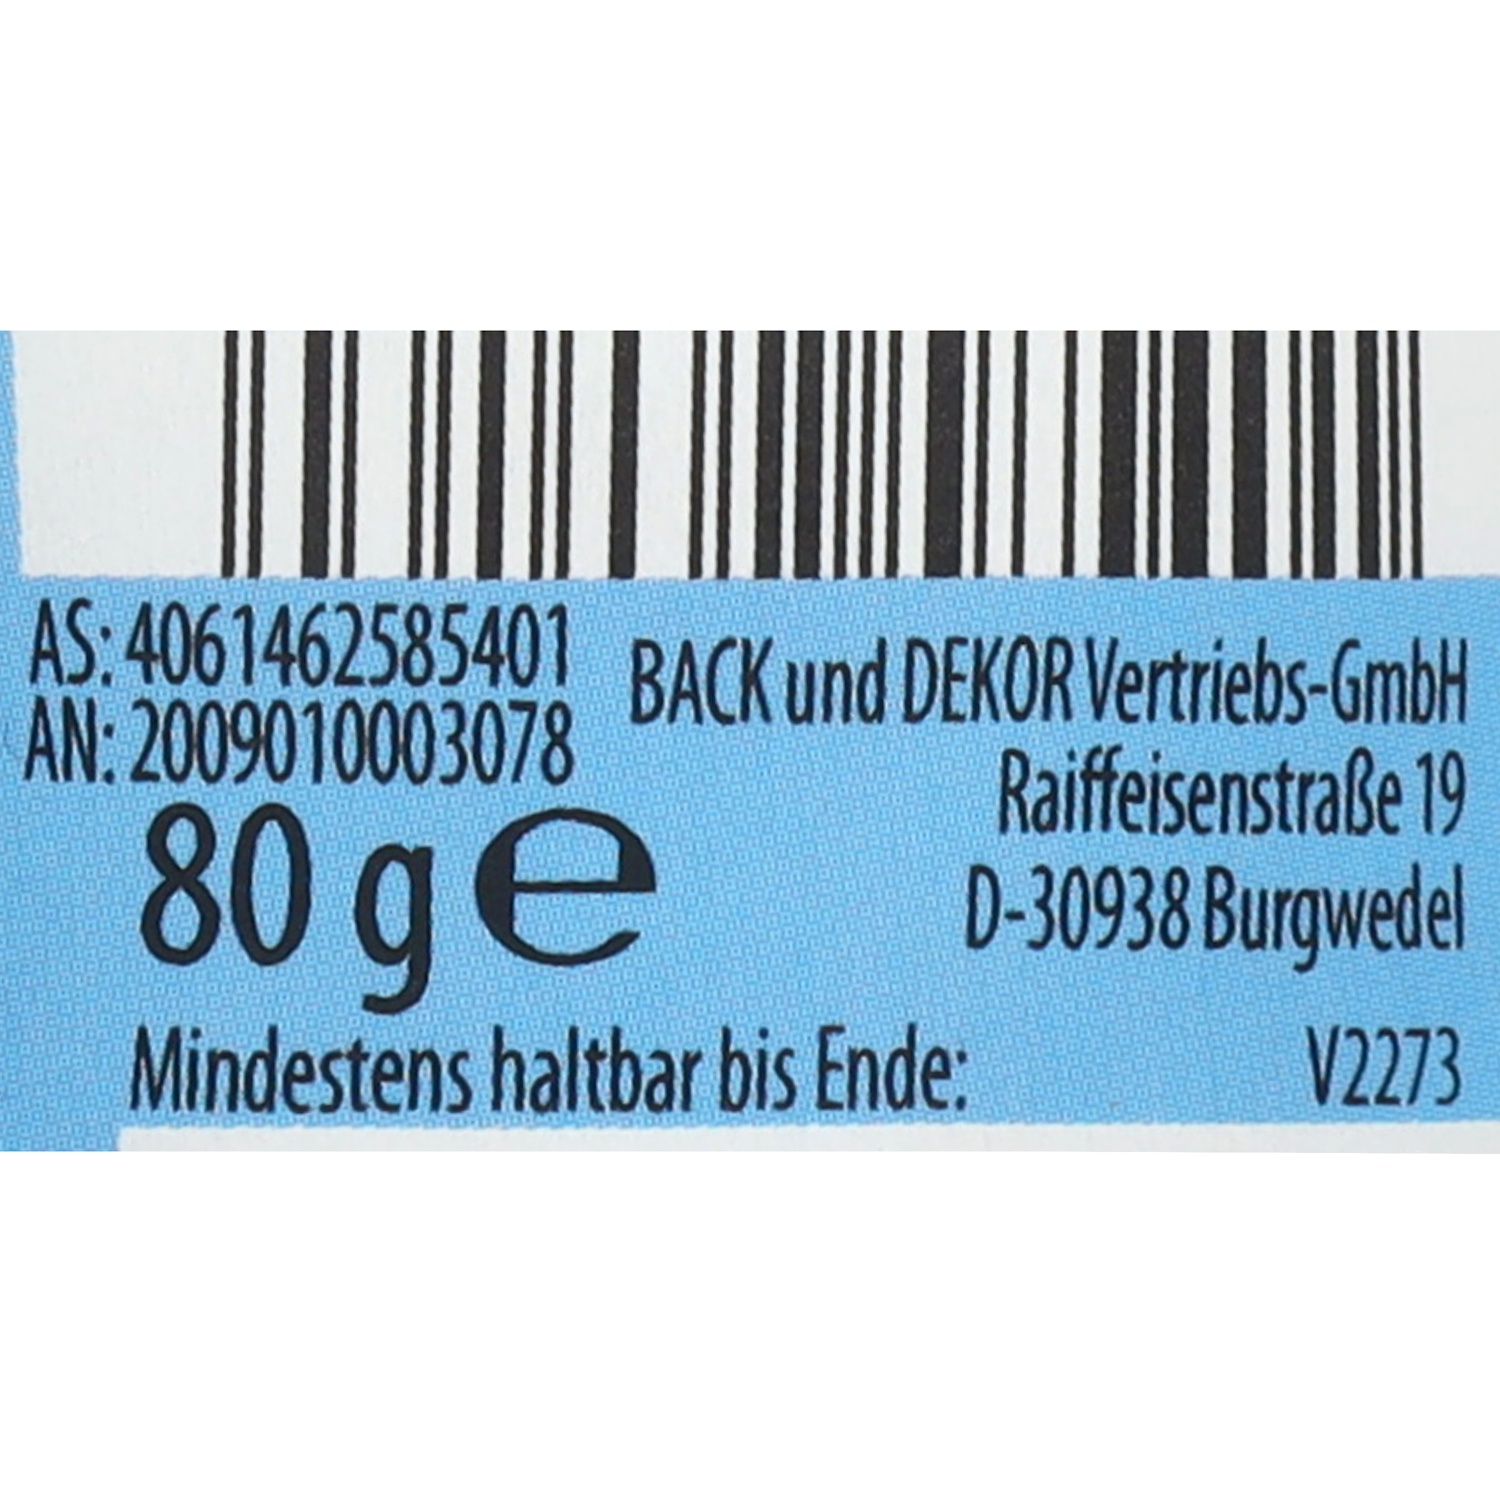 AS: 4061462585401
AN: 2009010003078
80 g e
BACK und DEKOR Vertriebs-GmbH
Raiffeisenstraße 19
D-30938 Burgwedel
Mindestens haltbar bis Ende:
V2273